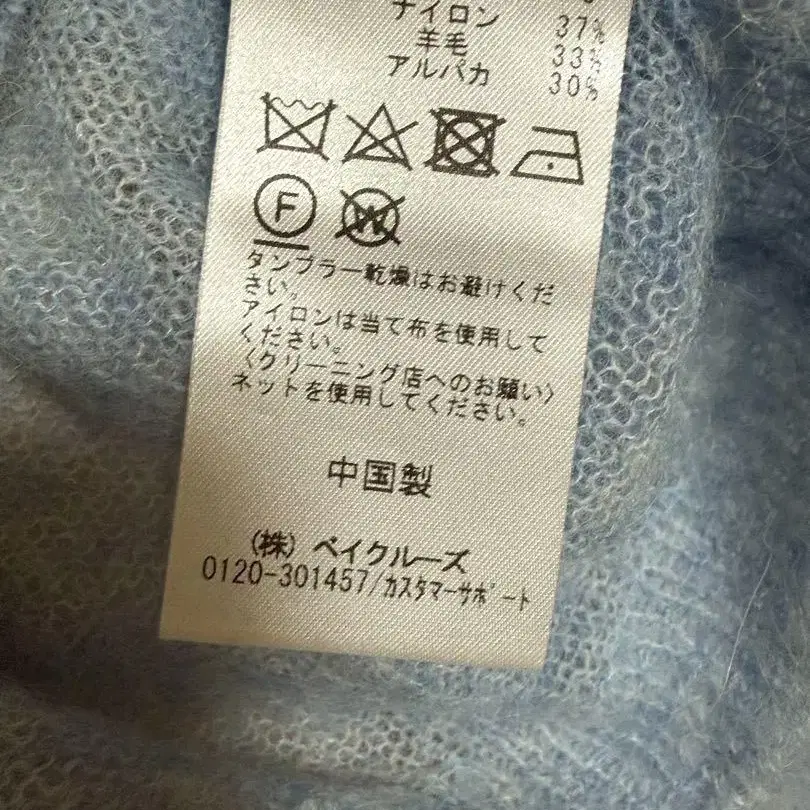 ナイロン 37%
羊毛 33%
アルパカ 30%
F
W
タンブラー乾燥はお避けくだ
さい。
アイロンは当て布を使用して
ください。
〈クリーニング店へのお願い〉
ネットを使用してください。
中国製
(株) ベイクルーズ
0120-301457/カスタマーサポート